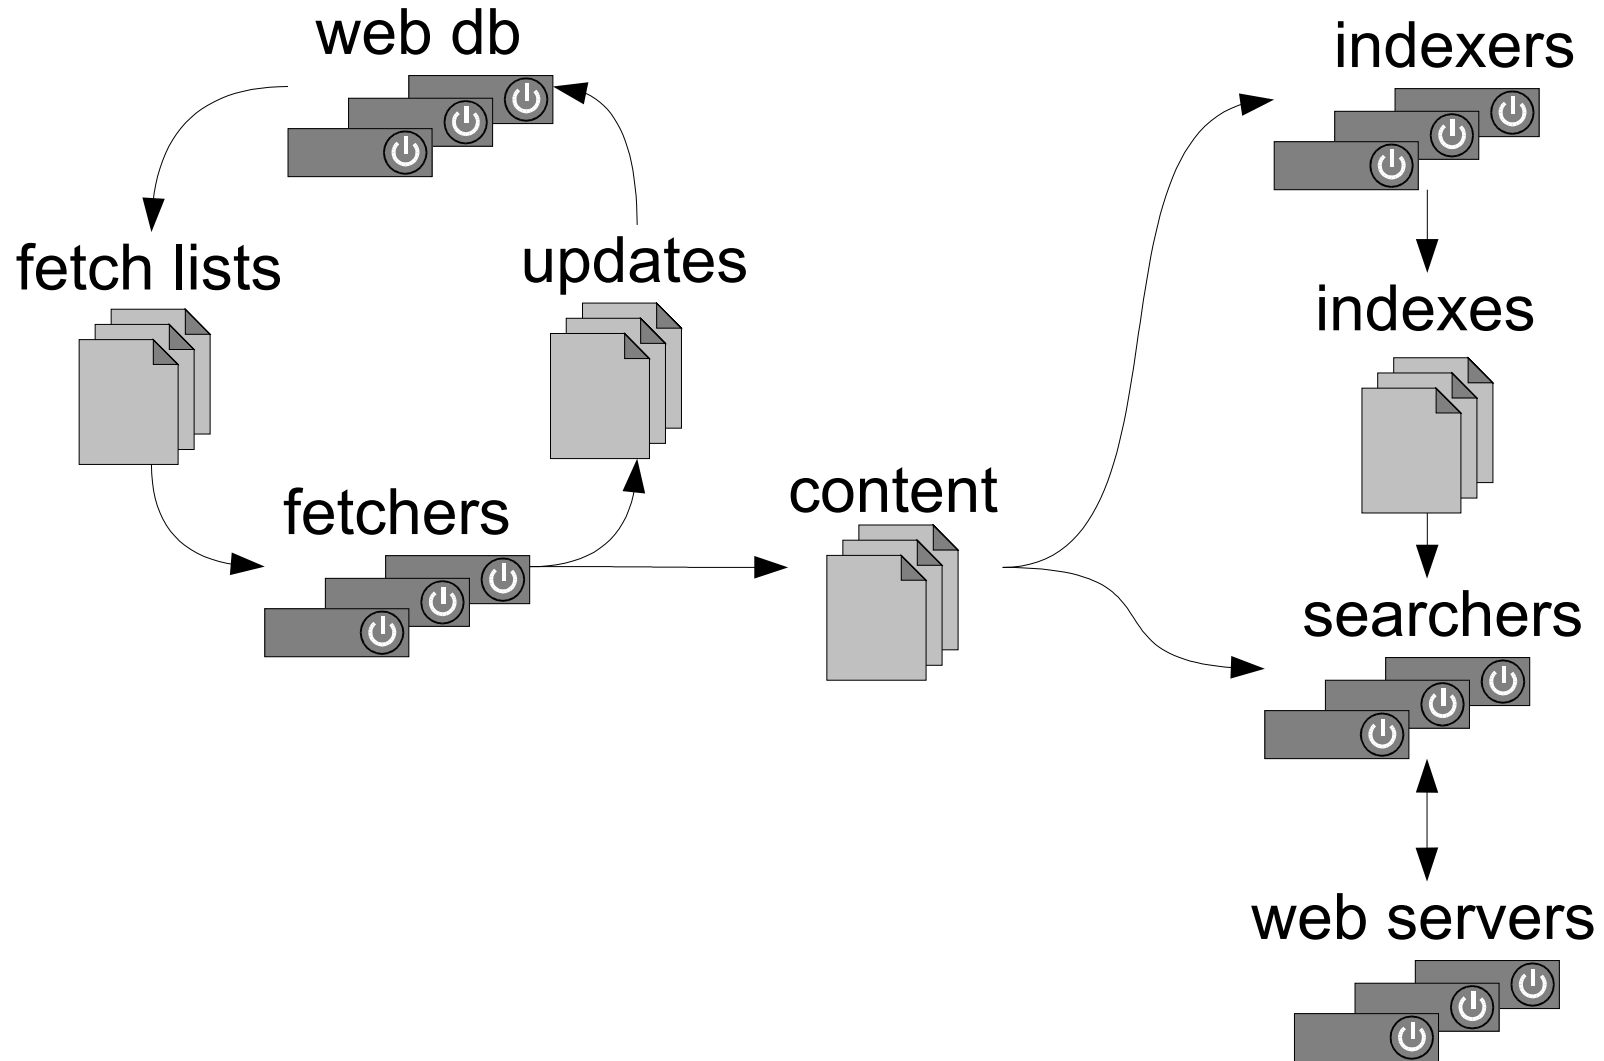 web db
indexers
fetch lists
updates
indexes
fetchers
content
searchers
web servers